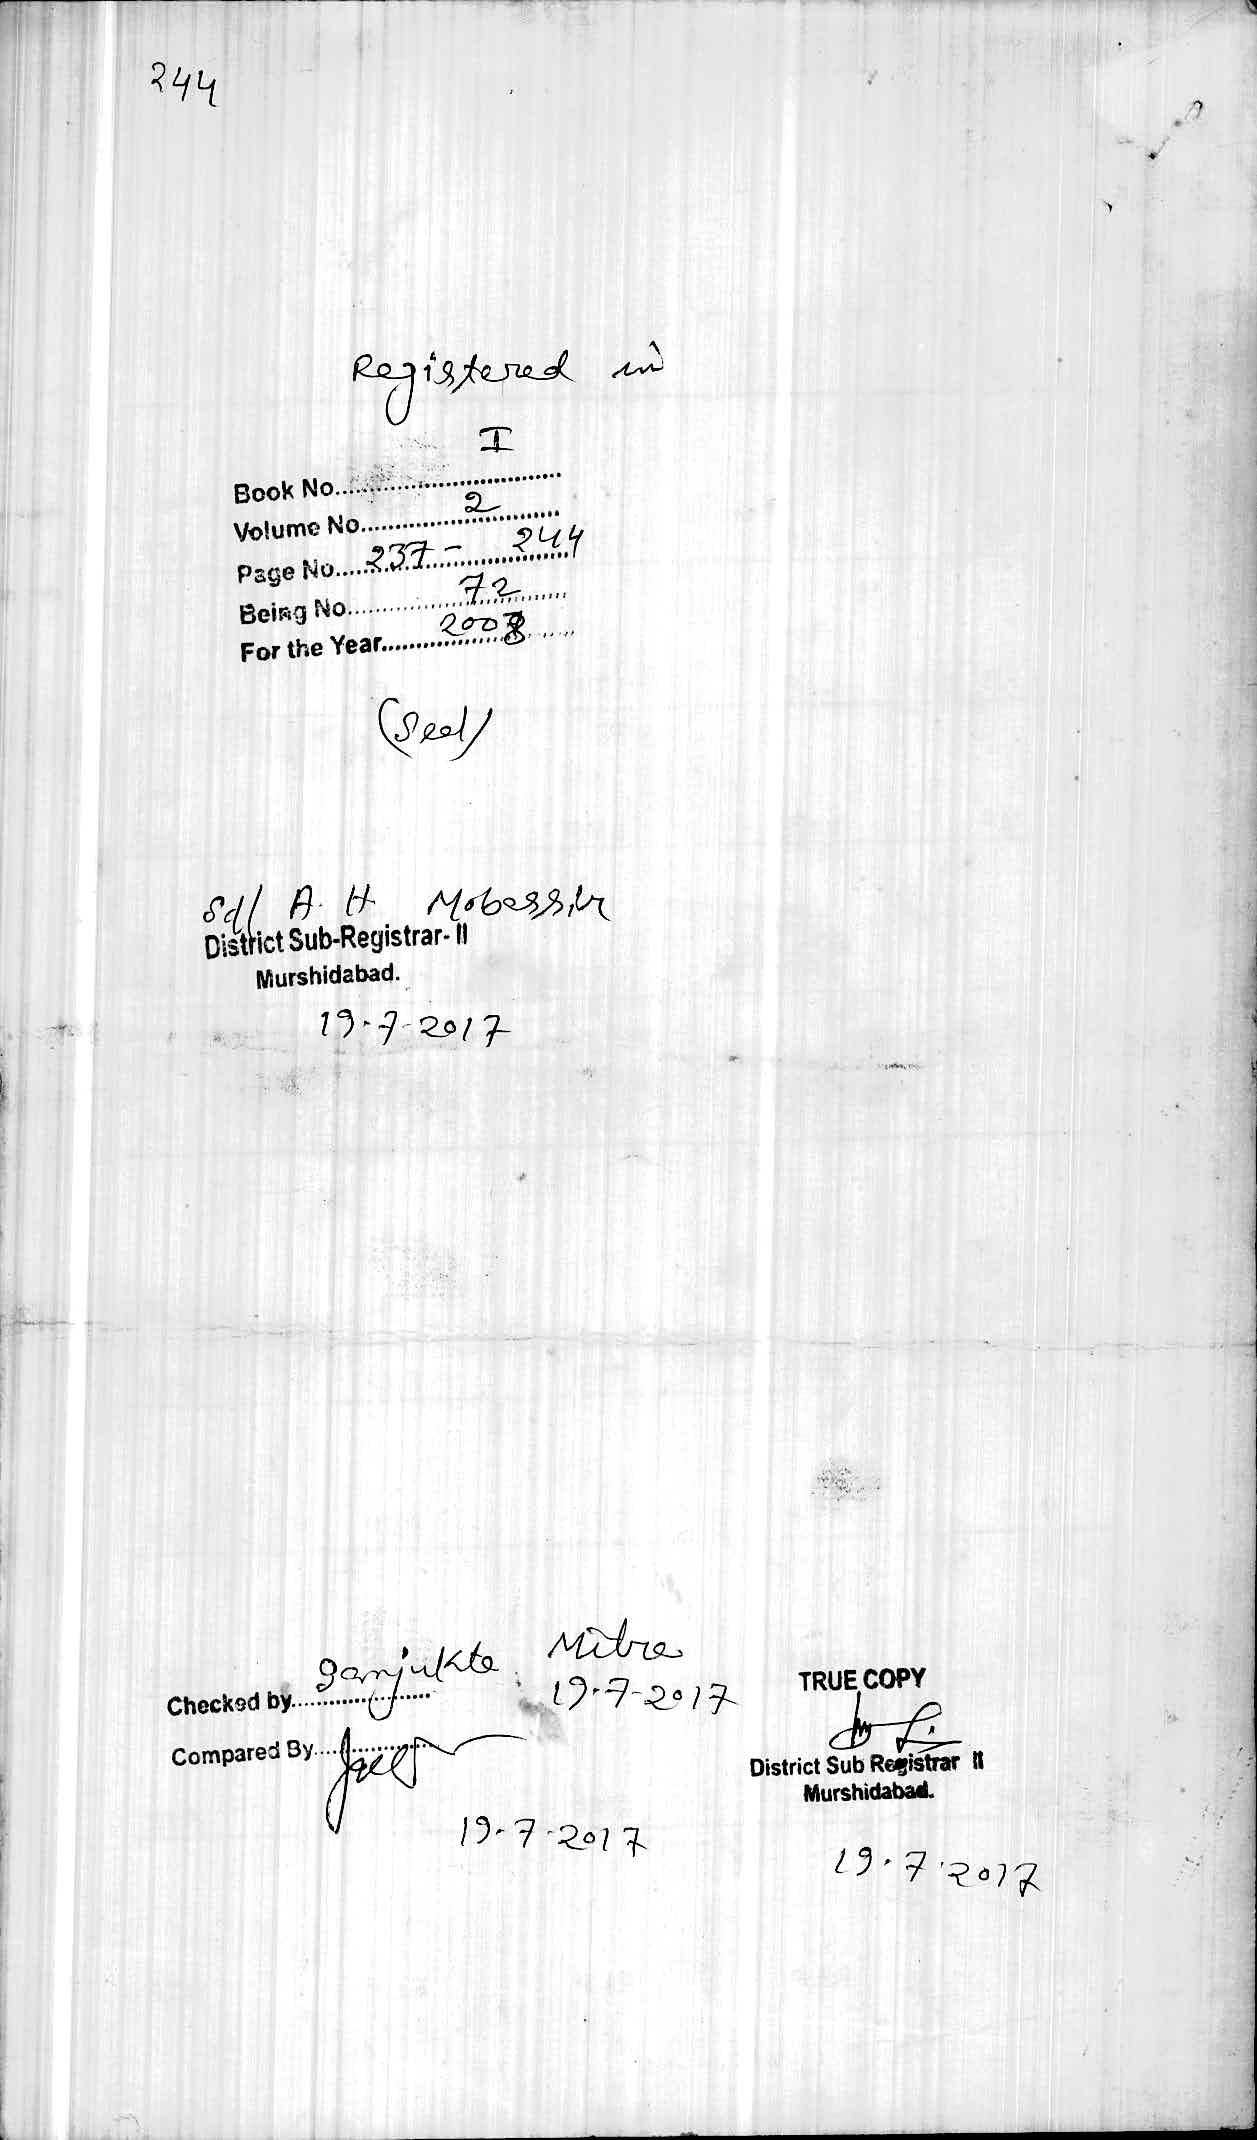 244
Registered in
I
Book No..............................
Volume No.....2.....
Page No....237 - 244
Being No.....72.....
For the Year.....2008.....
(Seal)
Sd/ A. H. Mobassir
District Sub-Registrar- II
Murshidabad.
19.7.2017
Checked by..... Sanjukta Mitra
19.7.2017
Compared By.....
19.7.2017
TRUE COPY
District Sub Registrar II
Murshidabad.
19.7.2017